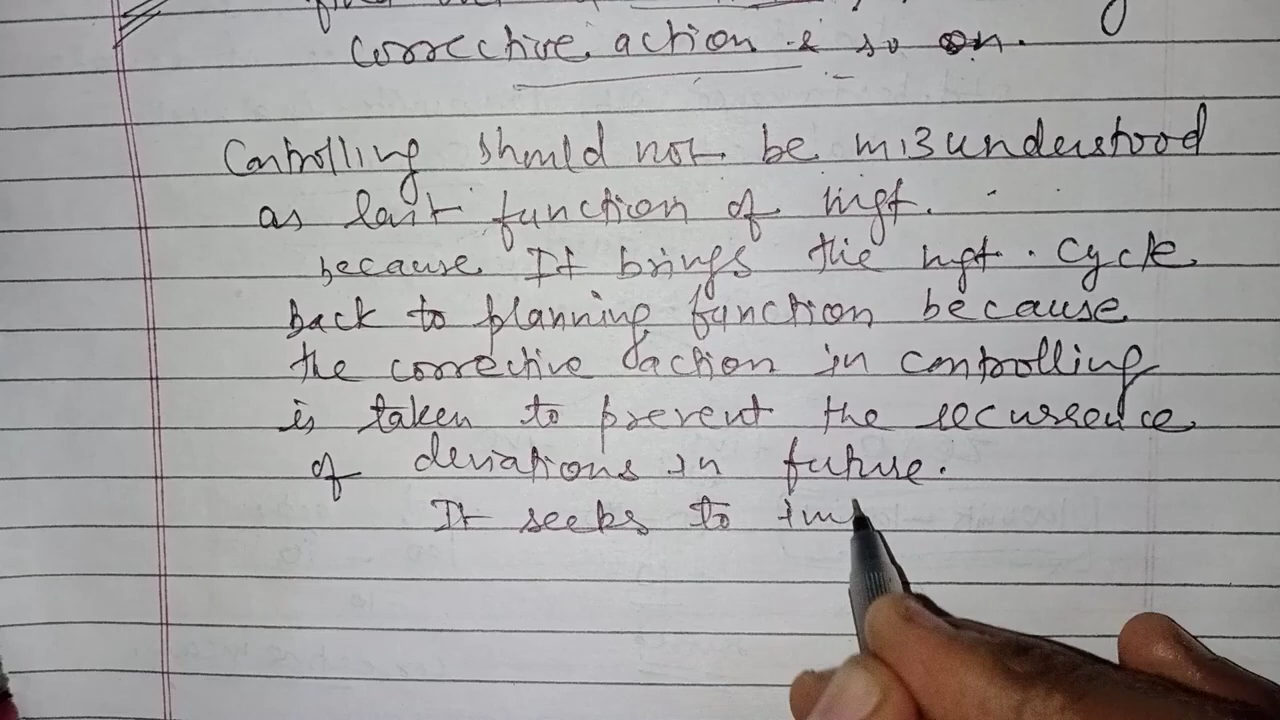 corrective action & so on.
Controlling should not be misunderstood
as last function of mgt.
because It brings the mgt. cycle
back to planning function because
the corrective action in controlling
is taken to prevent the recurrence
of deviations in future.
It seeks to